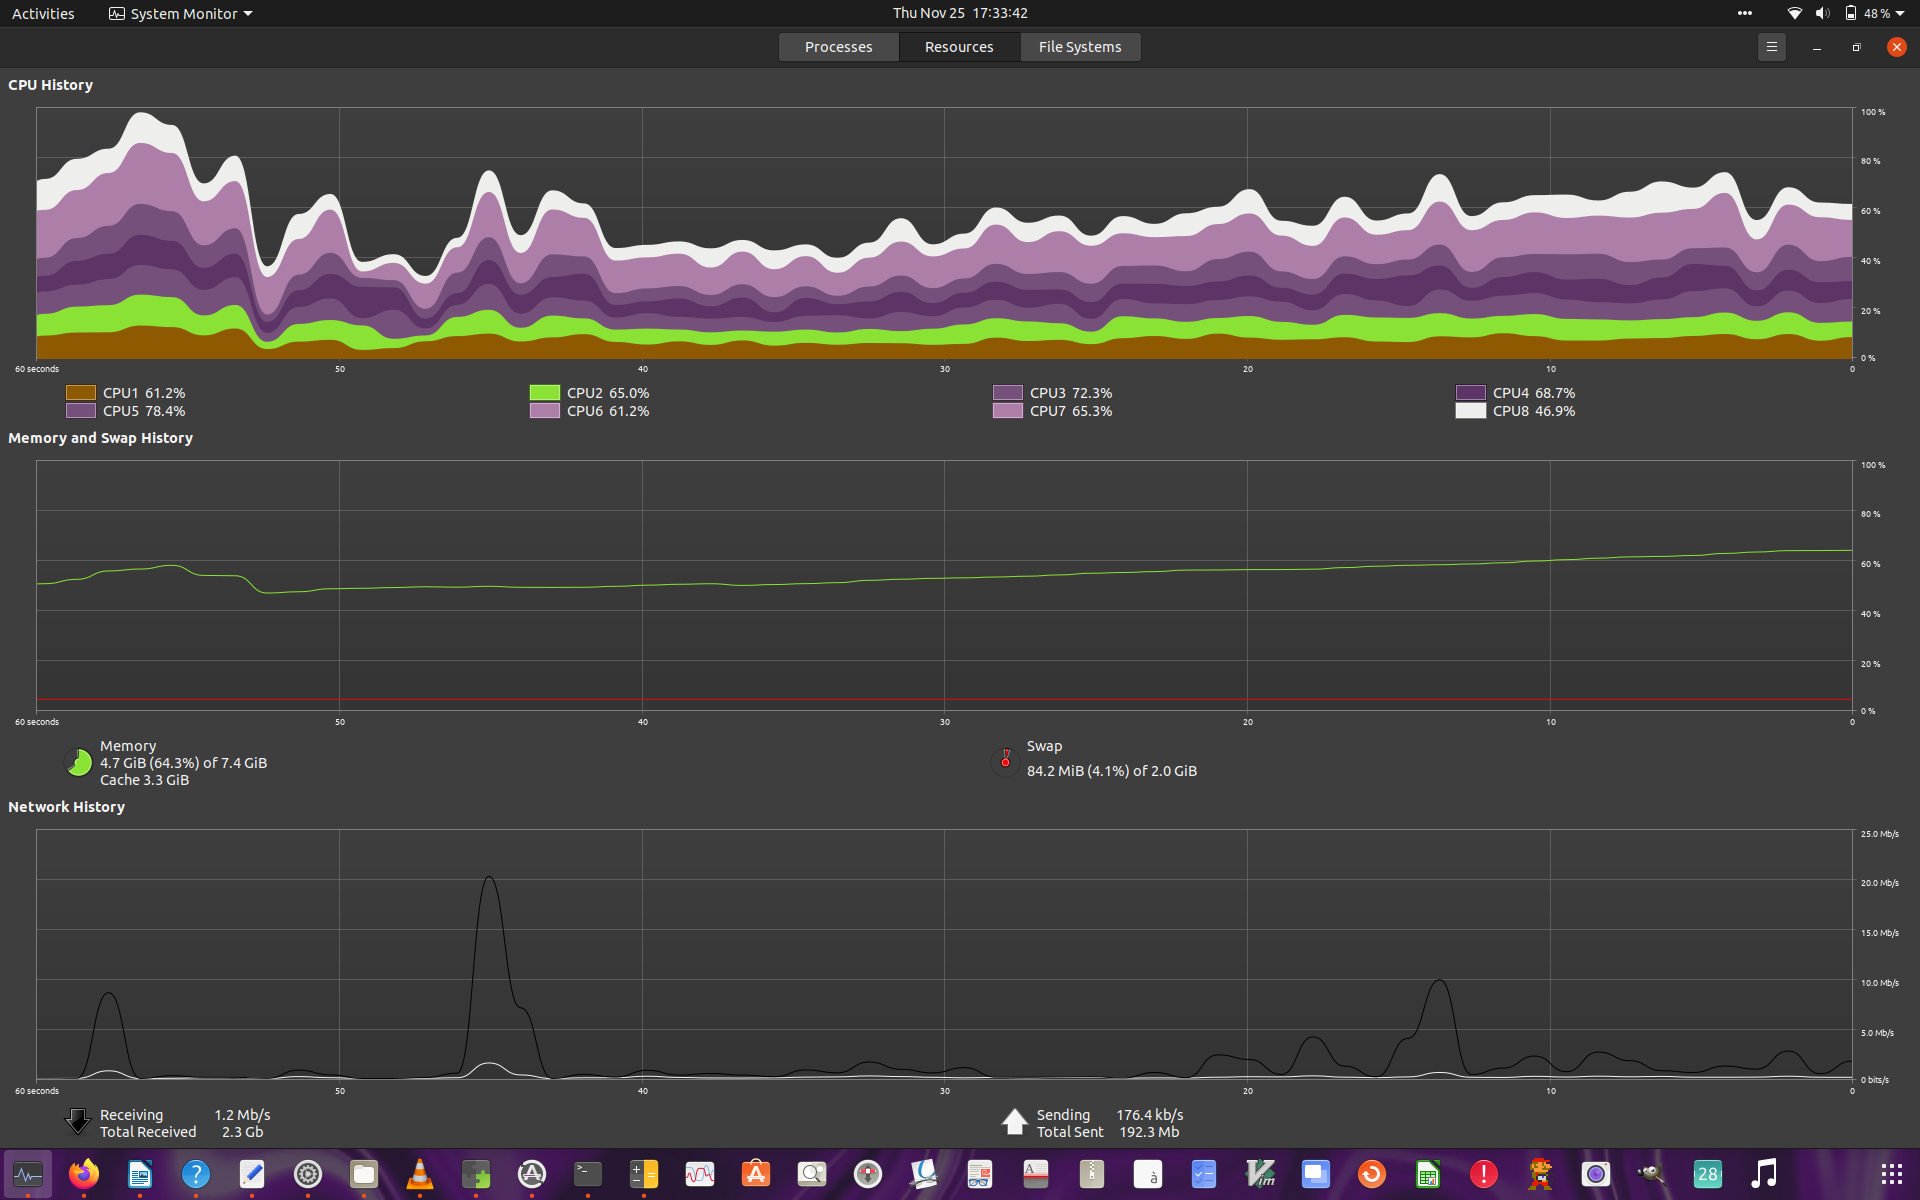 Activities System Monitor Thu Nov 25 17:33:42 48 %
Processes Resources File Systems
CPU History
100 %
80 %
60 %
40 %
20 %
0 %
60 seconds 50 40 30 20 10 0
CPU1 61.2% CPU2 65.0% CPU3 72.3% CPU4 68.7%
CPU5 78.4% CPU6 61.2% CPU7 65.3% CPU8 46.9%
Memory and Swap History
100 %
80 %
60 %
40 %
20 %
0 %
60 seconds 50 40 30 20 10 0
Memory
4.7 GiB (64.3%) of 7.4 GiB
Cache 3.3 GiB
Swap
84.2 MiB (4.1%) of 2.0 GiB
Network History
25.0 Mb/s
20.0 Mb/s
15.0 Mb/s
10.0 Mb/s
5.0 Mb/s
0 bits/s
60 seconds 50 40 30 20 10 0
Receiving 1.2 Mb/s
Total Received 2.3 Gb
Sending 176.4 kb/s
Total Sent 192.3 Mb
? >_ A à Vim ! 28